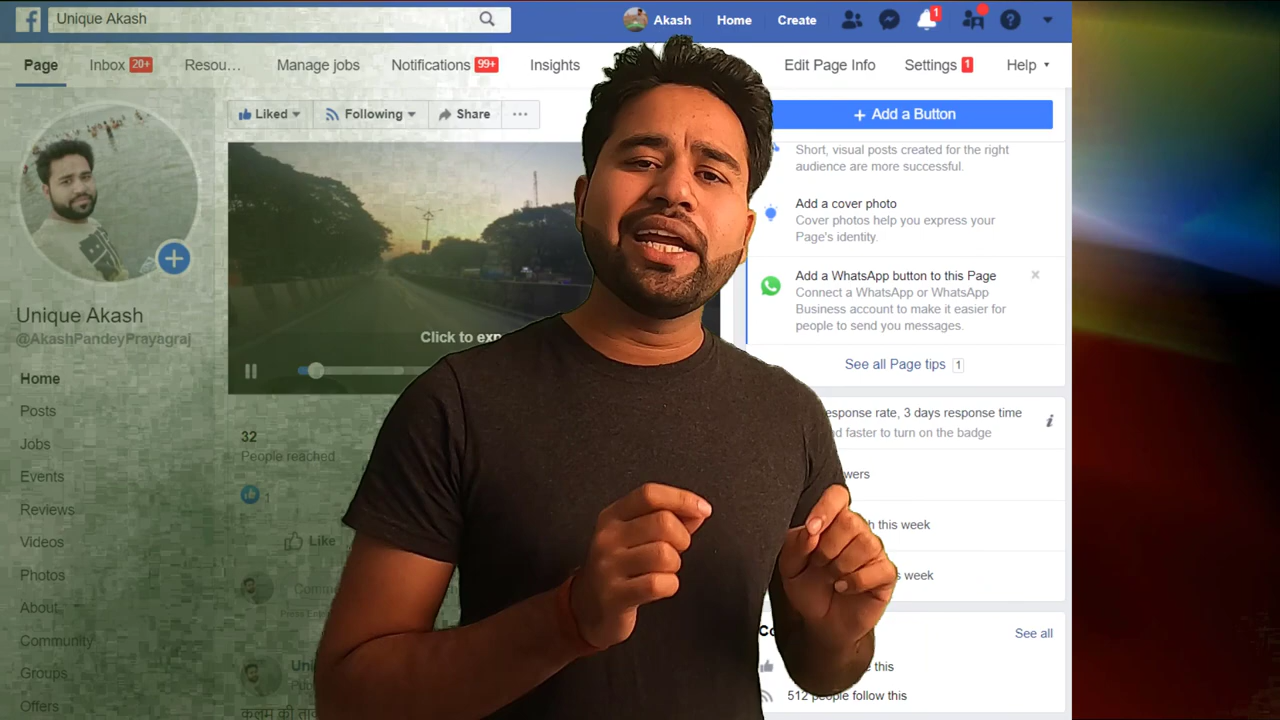 Unique Akash
Akash
Home
Create
1
Page
Inbox 20+
Resou...
Manage jobs
Notifications 99+
Insights
Edit Page Info
Settings 1
Help
Liked
Following
Share
+ Add a Button
Short, visual posts created for the right
audience are more successful.
Add a cover photo
Cover photos help you express your
Page's identity.
Add a WhatsApp button to this Page
Connect a WhatsApp or WhatsApp
Business account to make it easier for
people to send you messages.
See all Page tips 1
Click to
Unique Akash
@AkashPandeyPrayagraj
Home
Posts
Jobs
Events
Reviews
Videos
Photos
About
Community
Groups
Offers
32
People reached
1
Like
response rate, 3 days response time
faster to turn on the badge
this week
week
See all
this
512 people follow this
कलम की